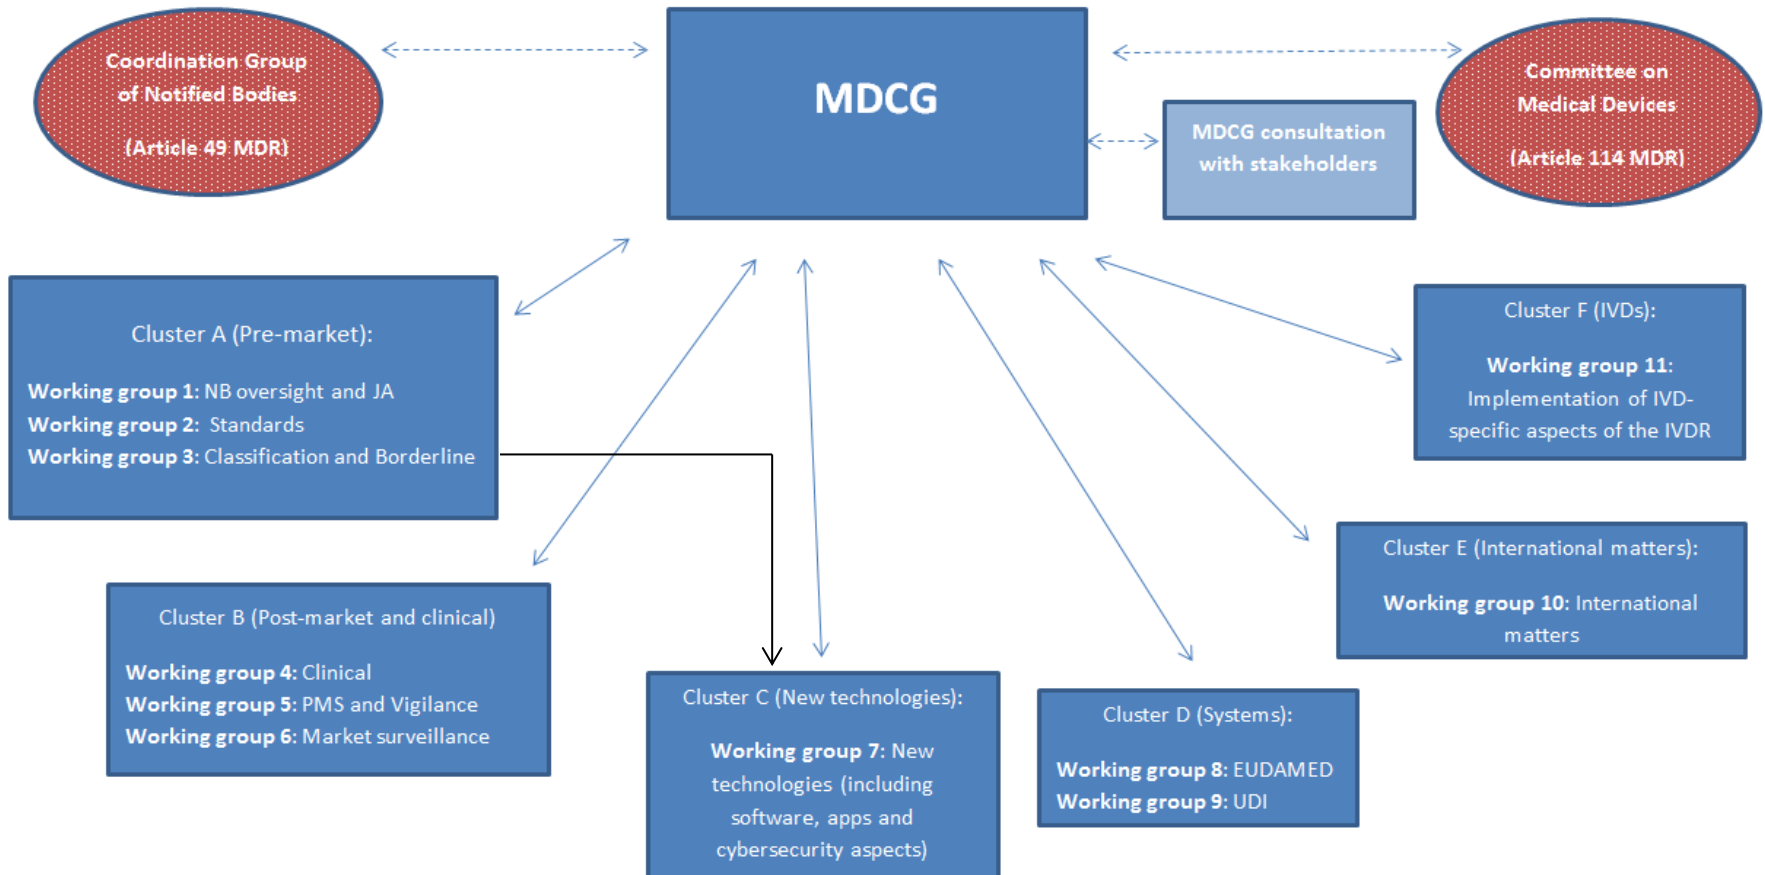 Coordination Group
of Notified Bodies
(Article 49 MDR)
MDCG
MDCG consultation
with stakeholders
Committee on
Medical Devices
(Article 114 MDR)
Cluster A (Pre-market):
Working group 1: NB oversight and JA
Working group 2: Standards
Working group 3: Classification and Borderline
Cluster B (Post-market and clinical)
Working group 4: Clinical
Working group 5: PMS and Vigilance
Working group 6: Market surveillance
Cluster C (New technologies):
Working group 7: New
technologies (including
software, apps and
cybersecurity aspects)
Cluster D (Systems):
Working group 8: EUDAMED
Working group 9: UDI
Cluster E (International matters):
Working group 10: International
matters
Cluster F (IVDs):
Working group 11:
Implementation of IVD-
specific aspects of the IVDR